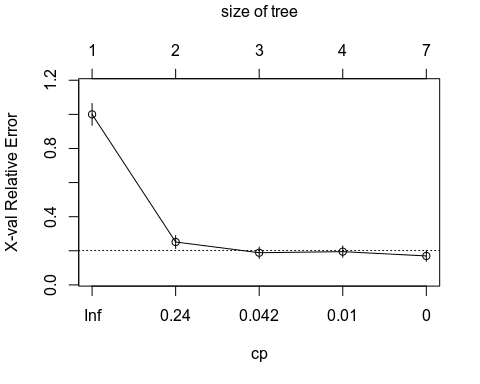 size of tree
1 2 3 4 7
X-val Relative Error
1.2
0.8
0.4
0.0
Inf 0.24 0.042 0.01 0
cp